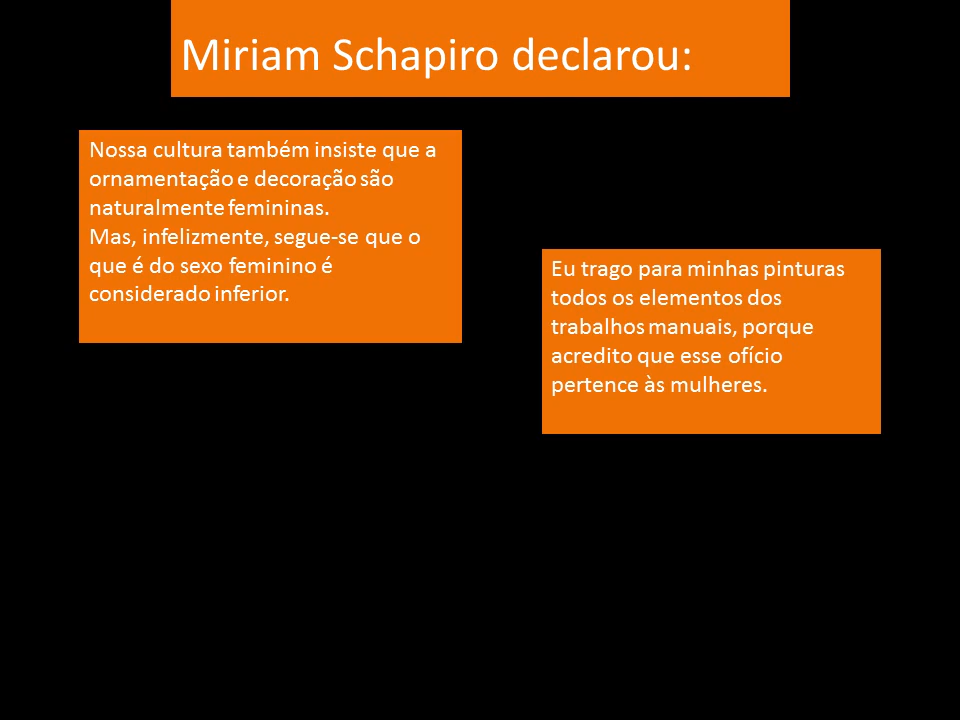 Miriam Schapiro declarou:
Nossa cultura também insiste que a
ornamentação e decoração são
naturalmente femininas.
Mas, infelizmente, segue-se que o
que é do sexo feminino é
considerado inferior.
Eu trago para minhas pinturas
todos os elementos dos
trabalhos manuais, porque
acredito que esse ofício
pertence às mulheres.